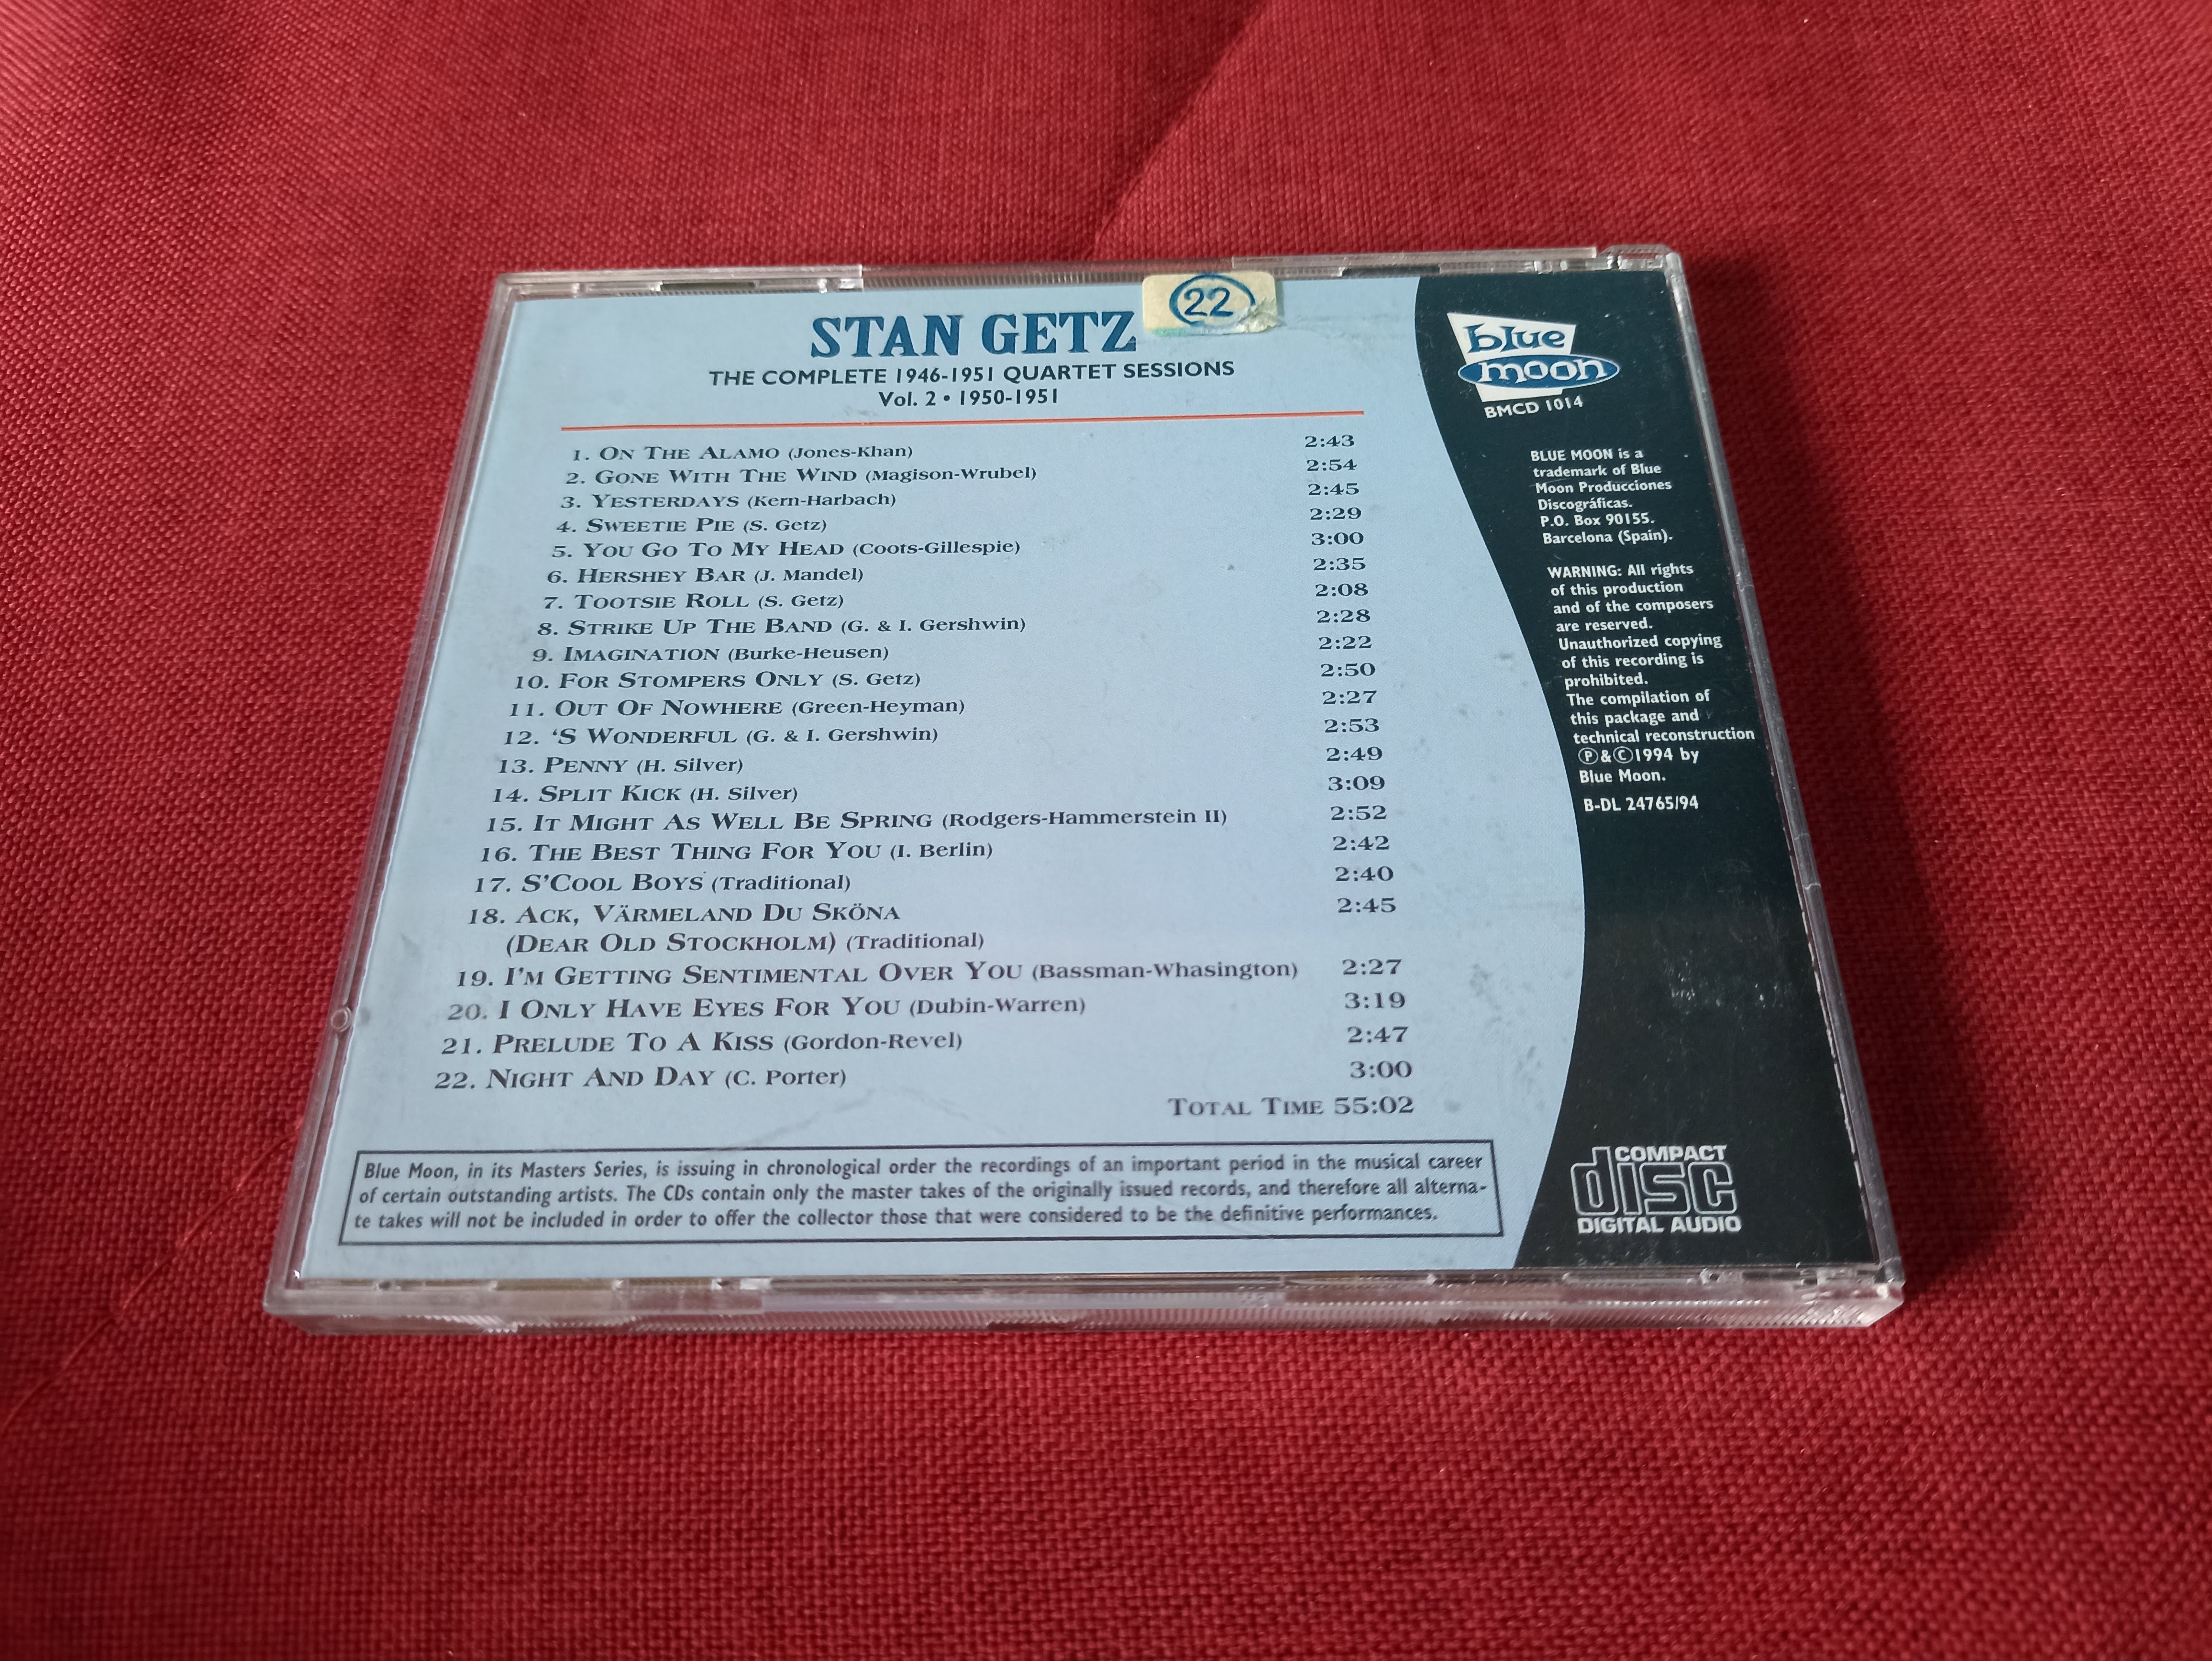 22
STAN GETZ
THE COMPLETE 1946-1951 QUARTET SESSIONS
Vol. 2 • 1950-1951
1. ON THE ALAMO (Jones-Khan) 2:43
2. GONE WITH THE WIND (Magison-Wrubel) 2:54
3. YESTERDAYS (Kern-Harbach) 2:45
4. SWEETIE PIE (S. Getz) 2:29
5. YOU GO TO MY HEAD (Coots-Gillespie) 3:00
6. HERSHEY BAR (J. Mandel) 2:35
7. TOOTSIE ROLL (S. Getz) 2:08
8. STRIKE UP THE BAND (G. & I. Gershwin) 2:28
9. IMAGINATION (Burke-Heusen) 2:22
10. FOR STOMPERS ONLY (S. Getz) 2:50
11. OUT OF NOWHERE (Green-Heyman) 2:27
12. ‘S WONDERFUL (G. & I. Gershwin) 2:53
13. PENNY (H. Silver) 2:49
14. SPLIT KICK (H. Silver) 3:09
15. IT MIGHT AS WELL BE SPRING (Rodgers-Hammerstein II) 2:52
16. THE BEST THING FOR YOU (I. Berlin) 2:42
17. S’COOL BOYS (Traditional) 2:40
18. ACK, VÄRMELAND DU SKÖNA 2:45
(DEAR OLD STOCKHOLM) (Traditional)
19. I’M GETTING SENTIMENTAL OVER YOU (Bassman-Whasington) 2:27
20. I ONLY HAVE EYES FOR YOU (Dubin-Warren) 3:19
21. PRELUDE TO A KISS (Gordon-Revel) 2:47
22. NIGHT AND DAY (C. Porter) 3:00
TOTAL TIME 55:02
Blue Moon, in its Masters Series, is issuing in chronological order the recordings of an important period in the musical career
of certain outstanding artists. The CDs contain only the master takes of the originally issued records, and therefore all alterna-
te takes will not be included in order to offer the collector those that were considered to be the definitive performances.
blue
moon
BMCD 1014
BLUE MOON is a
trademark of Blue
Moon Producciones
Discográficas.
P.O. Box 90155.
Barcelona (Spain).
WARNING: All rights
of this production
and of the composers
are reserved.
Unauthorized copying
of this recording is
prohibited.
The compilation of
this package and
technical reconstruction
Ⓟ&Ⓒ1994 by
Blue Moon.
B-DL 24765/94
COMPACT
disc
DIGITAL AUDIO